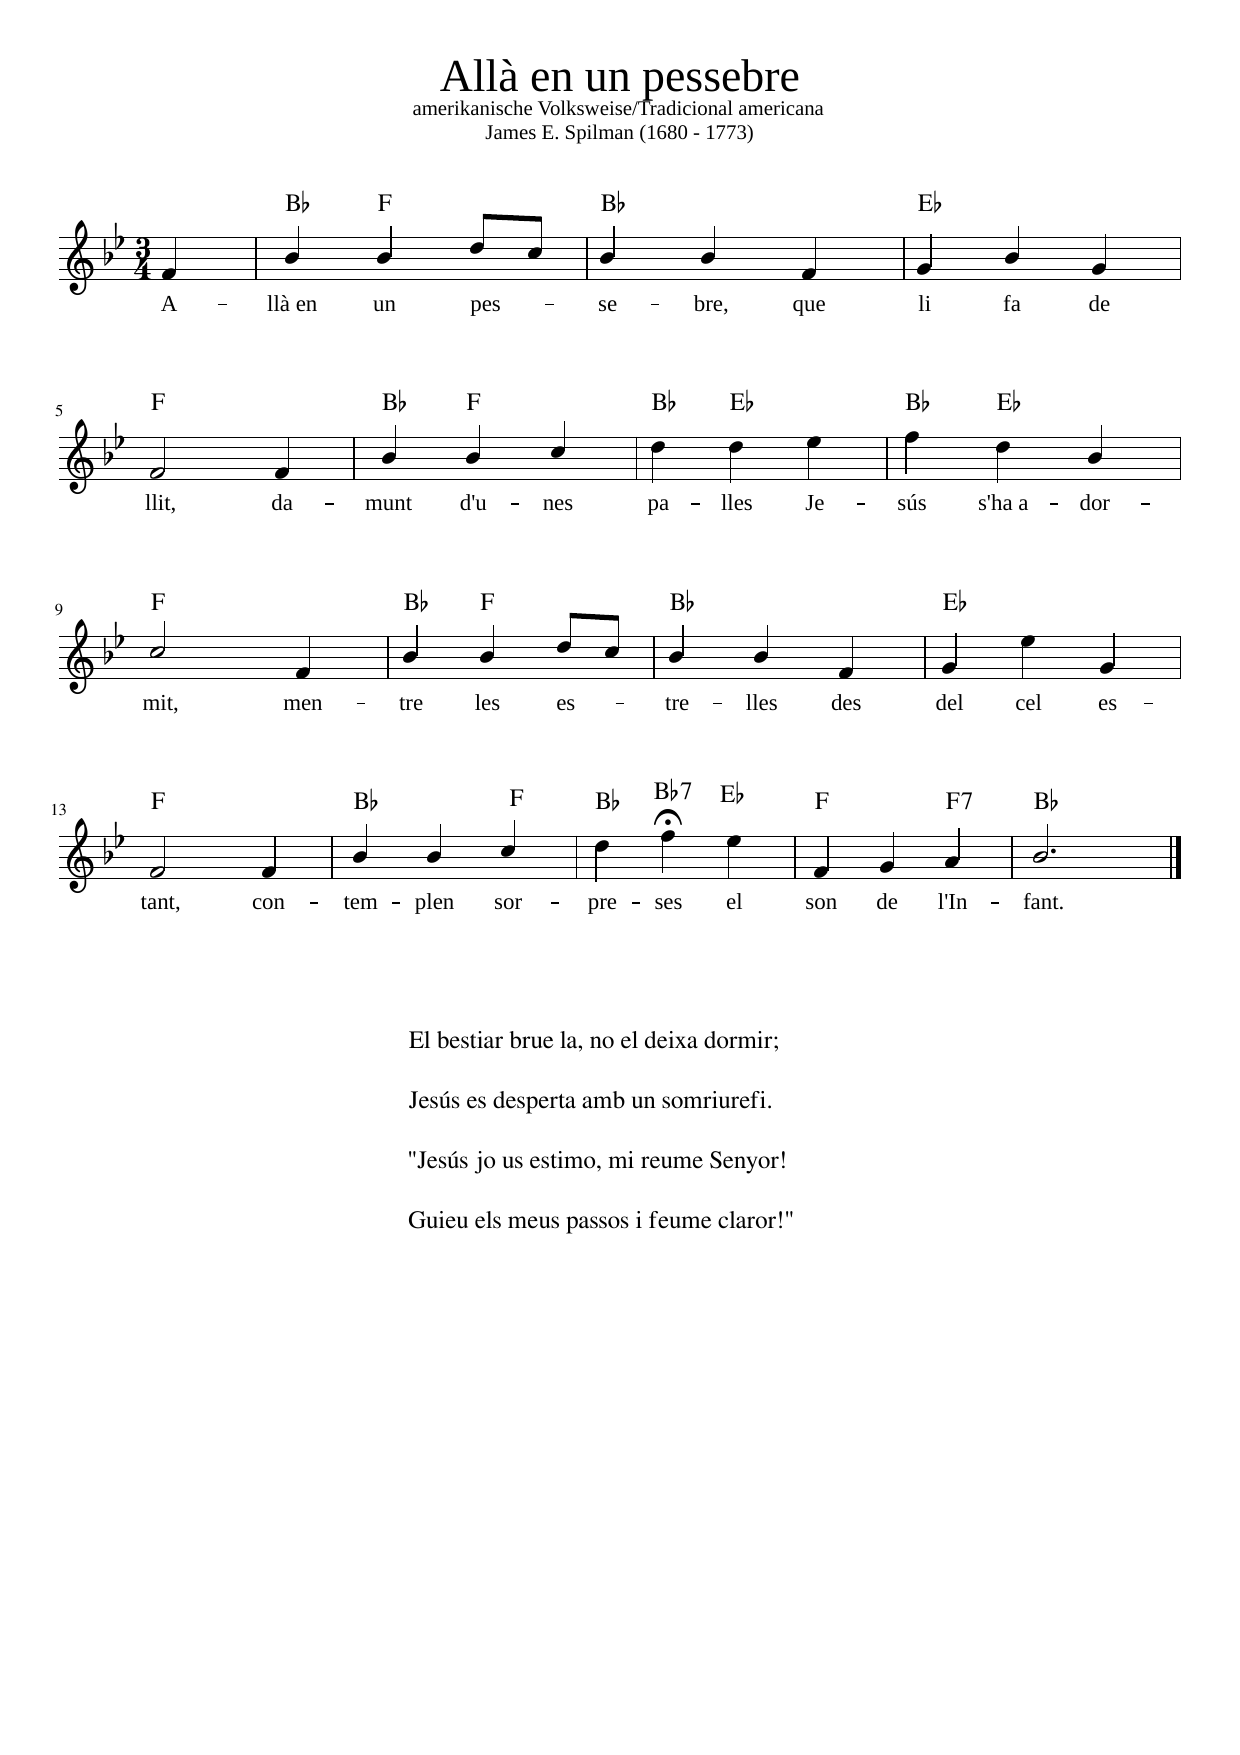 Allà en un pessebre
amerikanische Volksweise/Tradicional americana
James E. Spilman (1680 - 1773)
B♭ F B♭ E♭
3
4
A - llà en un pes - se - bre, que li fa de
5
F B♭ F B♭ E♭ B♭ E♭
llit, da - munt d'u - nes pa - lles Je - sús s'ha a - dor -
9
F B♭ F B♭ E♭
mit, men - tre les es - tre - lles des del cel es -
13
F B♭ F B♭ B♭7 E♭ F F7 B♭
tant, con - tem - plen sor - pre - ses el son de l'In - fant.
El bestiar brue la, no el deixa dormir;
Jesús es desperta amb un somriurefi.
"Jesús jo us estimo, mi reume Senyor!
Guieu els meus passos i feume claror!"